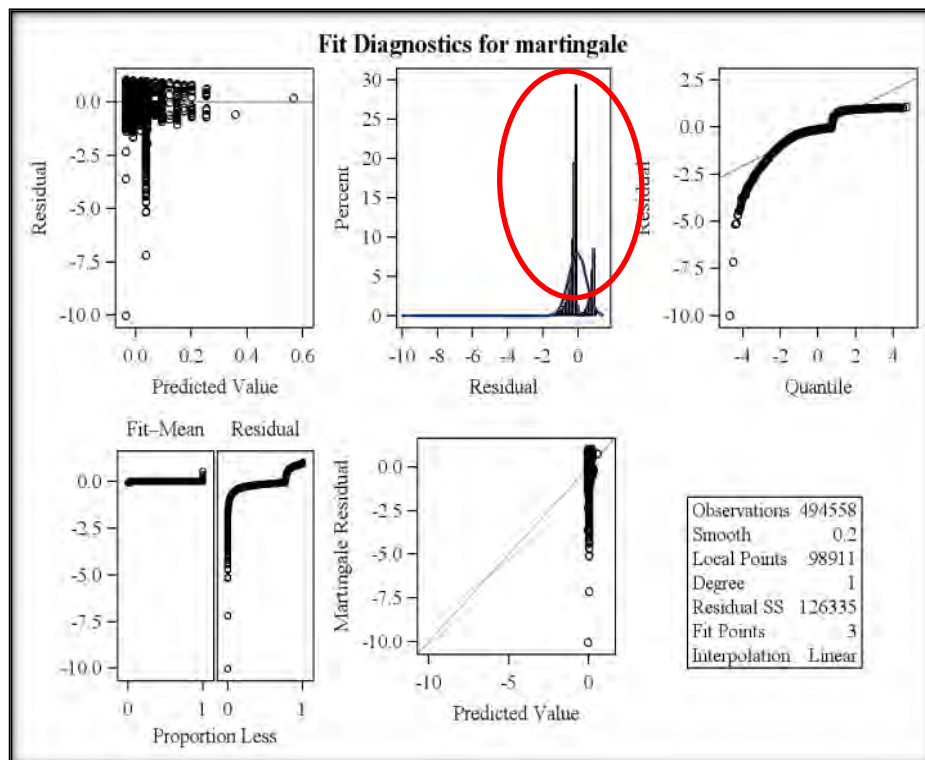 Fit Diagnostics for martingale
Residual
0.0
-2.5
-5.0
-7.5
-10.0
0.0 0.2 0.4 0.6
Predicted Value
Percent
30
25
20
15
10
5
0
-10 -8 -6 -4 -2 0
Residual
Residual
2.5
0.0
-2.5
-5.0
-7.5
-10.0
-4 -2 0 2 4
Quantile
Fit–Mean Residual
0.0
-2.5
-5.0
-7.5
-10.0
0 1 0 1
Proportion Less
Martingale Residual
0.0
-2.5
-5.0
-7.5
-10.0
-10 -5 0
Predicted Value
Observations 494558
Smooth 0.2
Local Points 98911
Degree 1
Residual SS 126335
Fit Points 3
Interpolation Linear